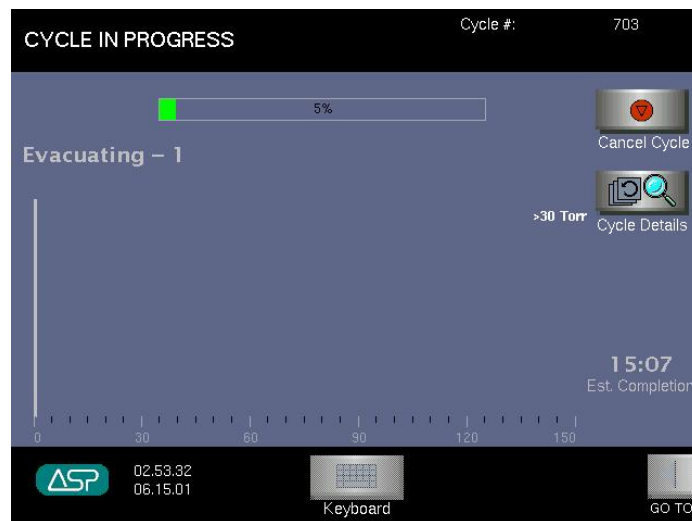 CYCLE IN PROGRESS
Cycle #: 703
5%
Cancel Cycle
Evacuating – 1
>30 Torr
Cycle Details
15:07
Est. Completion
0 30 60 90 120 150
ASP
02.53.32
06.15.01
Keyboard
GO TO